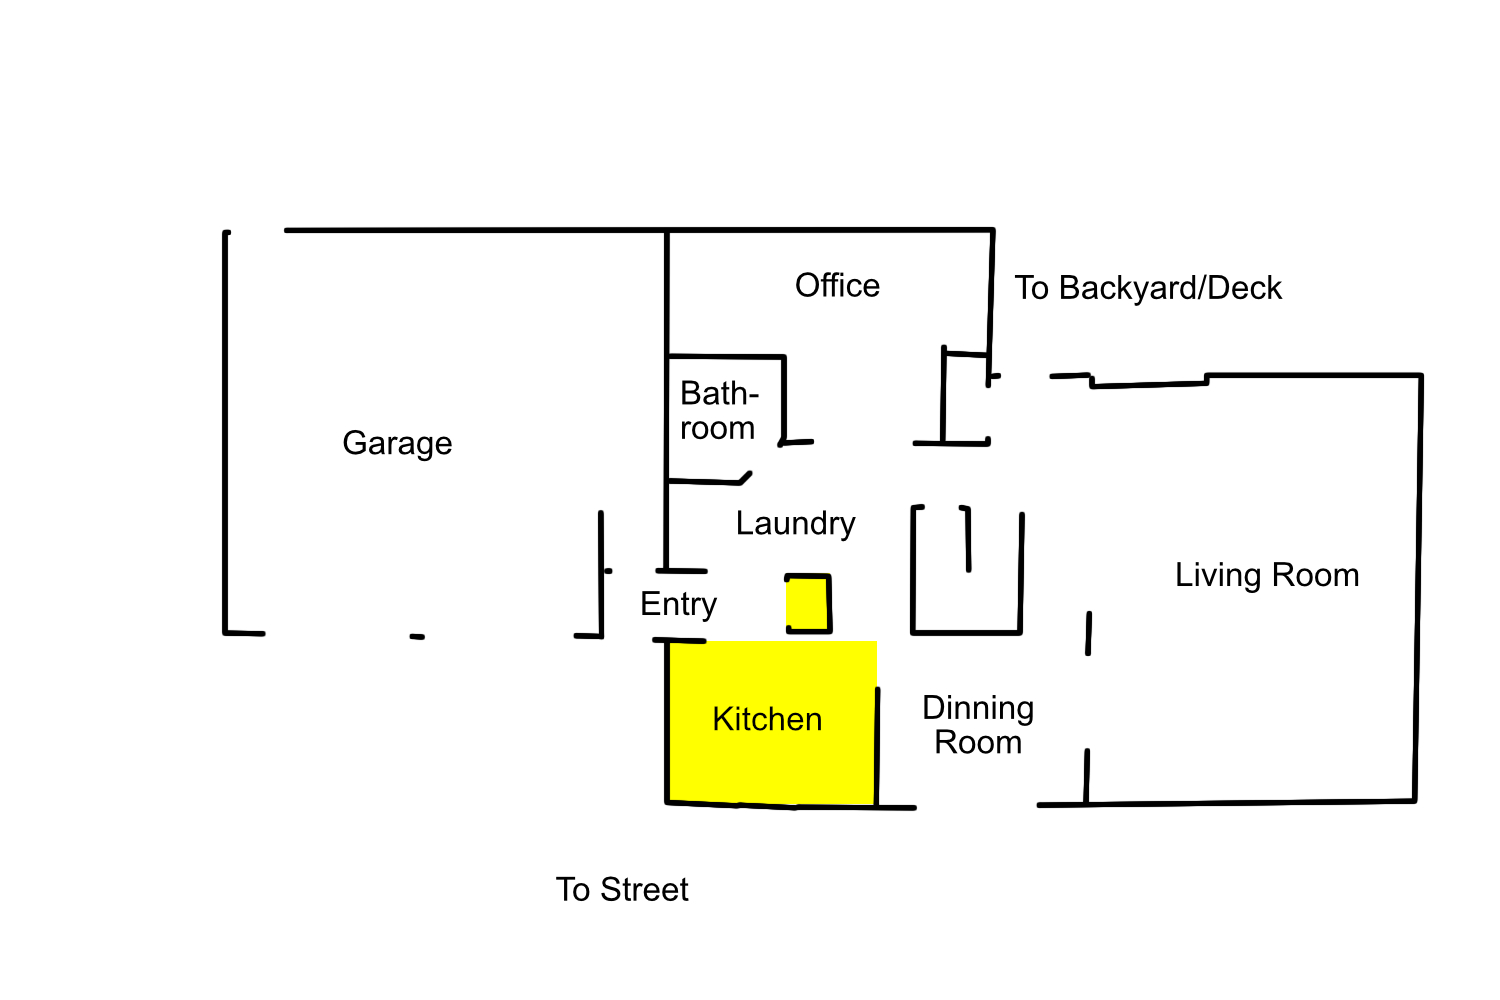 Office
To Backyard/Deck
Bath-
room
Garage
Laundry
Living Room
Entry
Kitchen
Dinning
Room
To Street